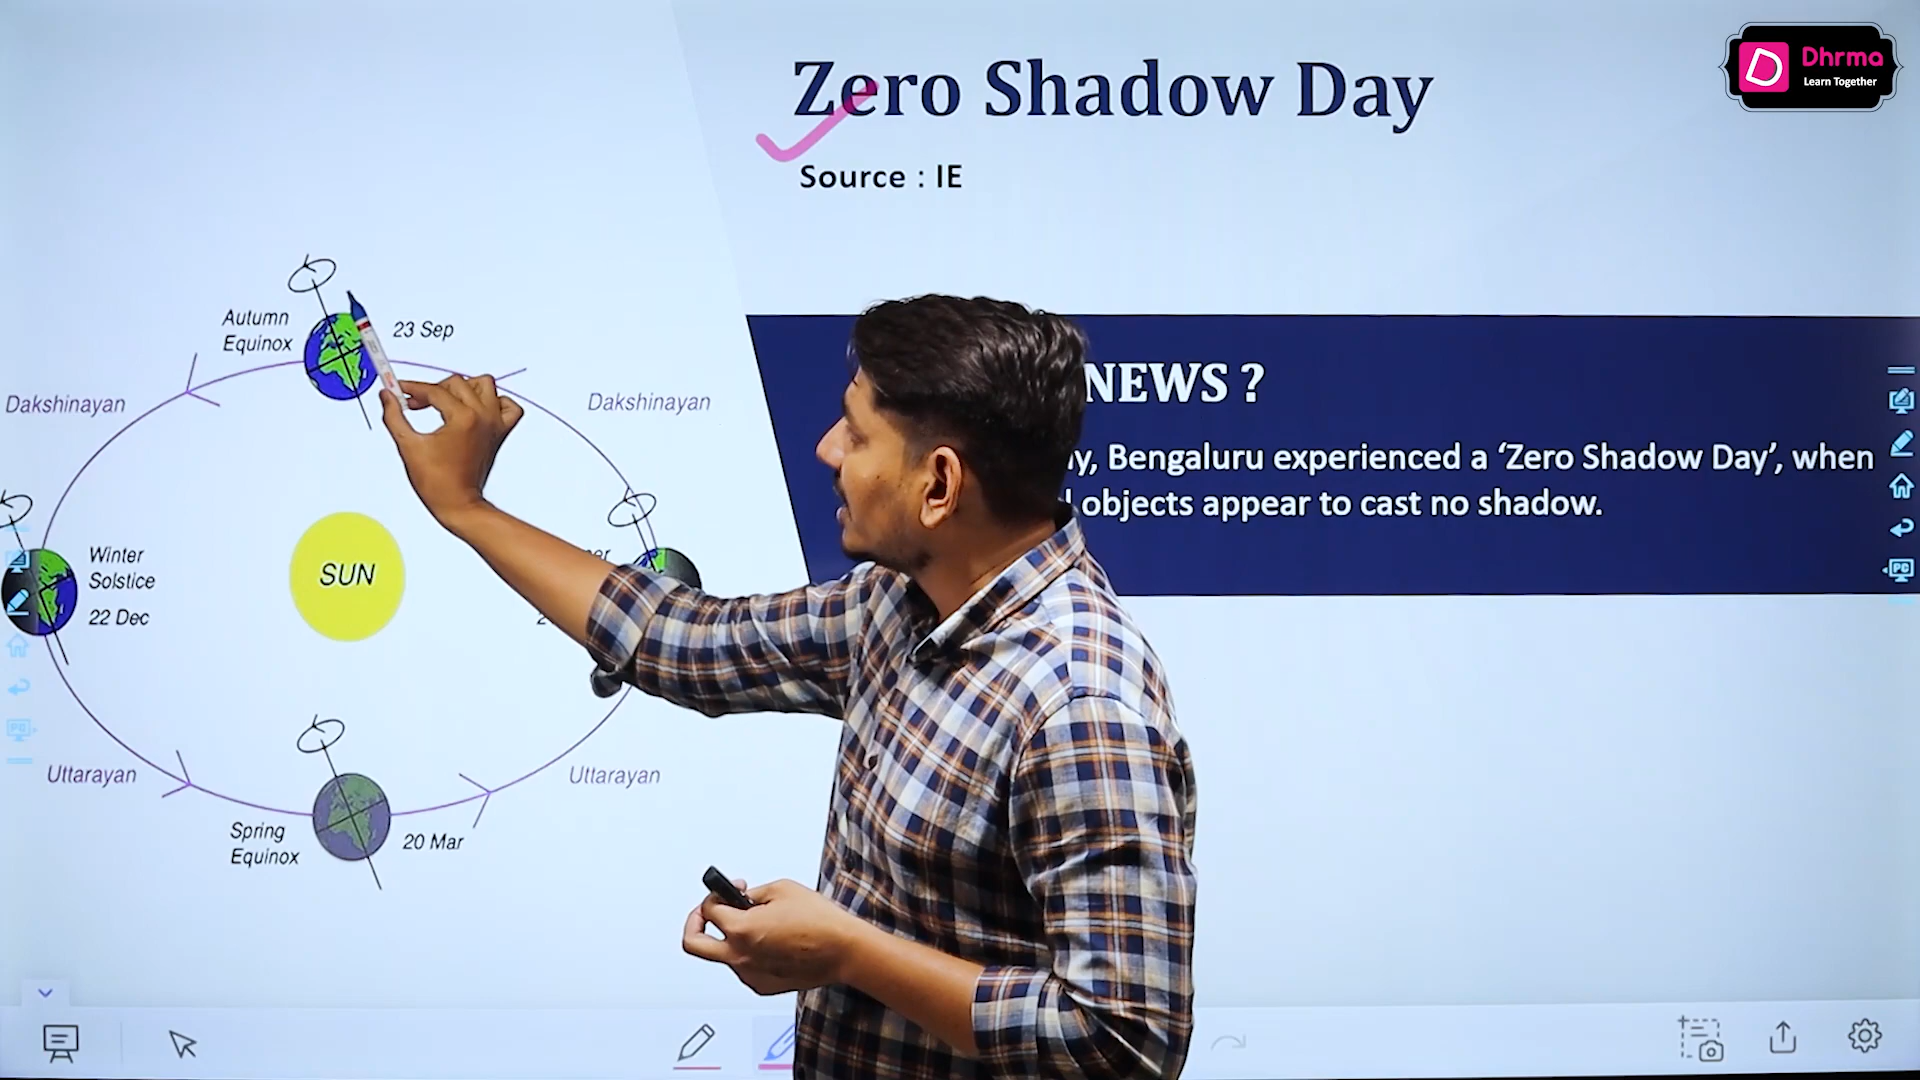 Dhrma
Learn Together
Zero Shadow Day
Source : IE
Autumn
Equinox
23 Sep
Dakshinayan
Dakshinayan
NEWS ?
Bengaluru experienced a ‘Zero Shadow Day’, when
objects appear to cast no shadow.
Winter
Solstice
22 Dec
SUN
Uttarayan
Uttarayan
Spring
Equinox
20 Mar
PC
PC